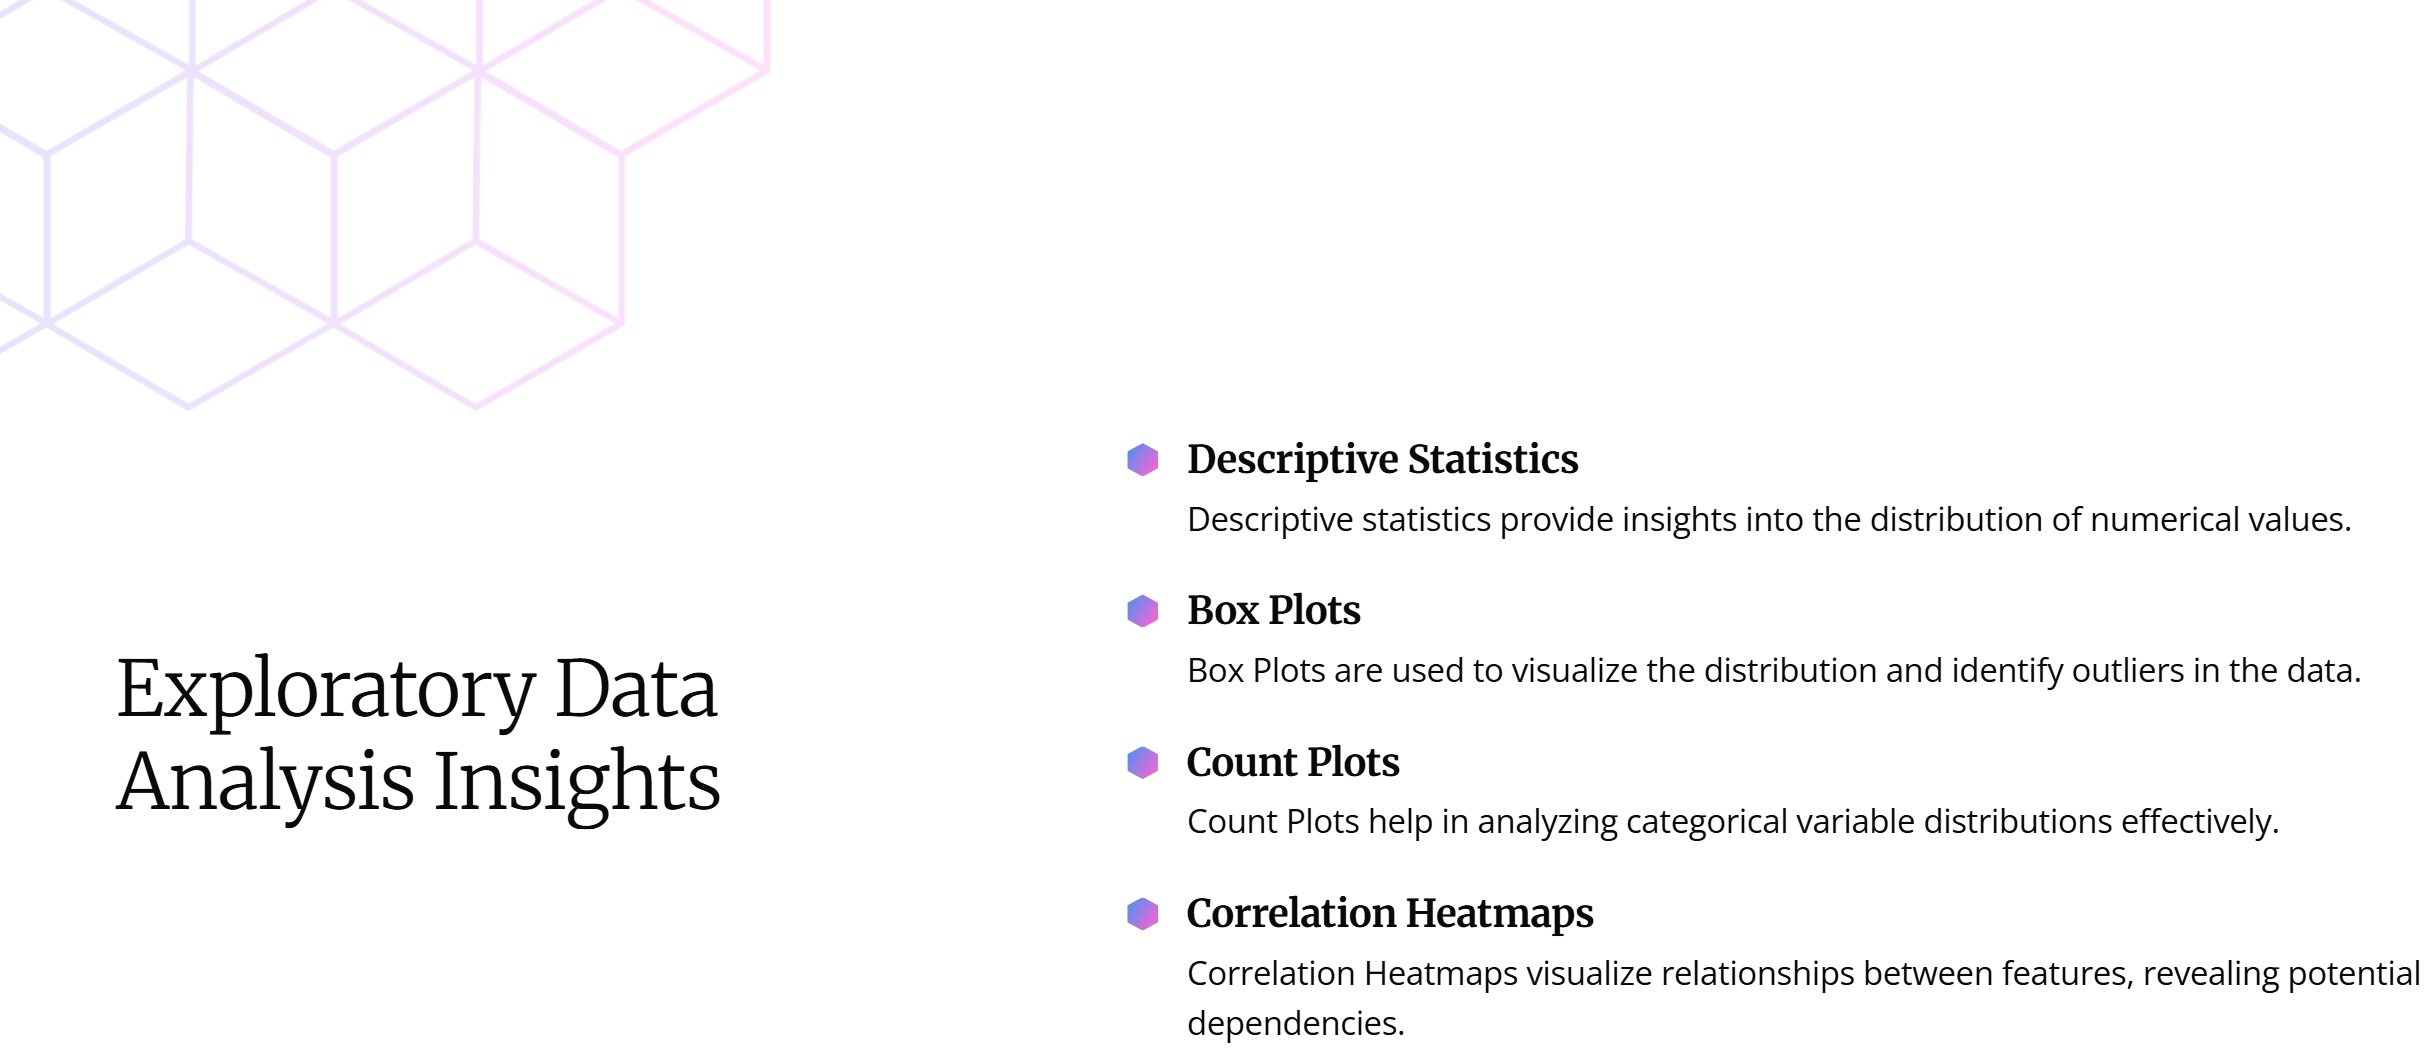 Exploratory Data
Analysis Insights
Descriptive Statistics
Descriptive statistics provide insights into the distribution of numerical values.
Box Plots
Box Plots are used to visualize the distribution and identify outliers in the data.
Count Plots
Count Plots help in analyzing categorical variable distributions effectively.
Correlation Heatmaps
Correlation Heatmaps visualize relationships between features, revealing potential
dependencies.